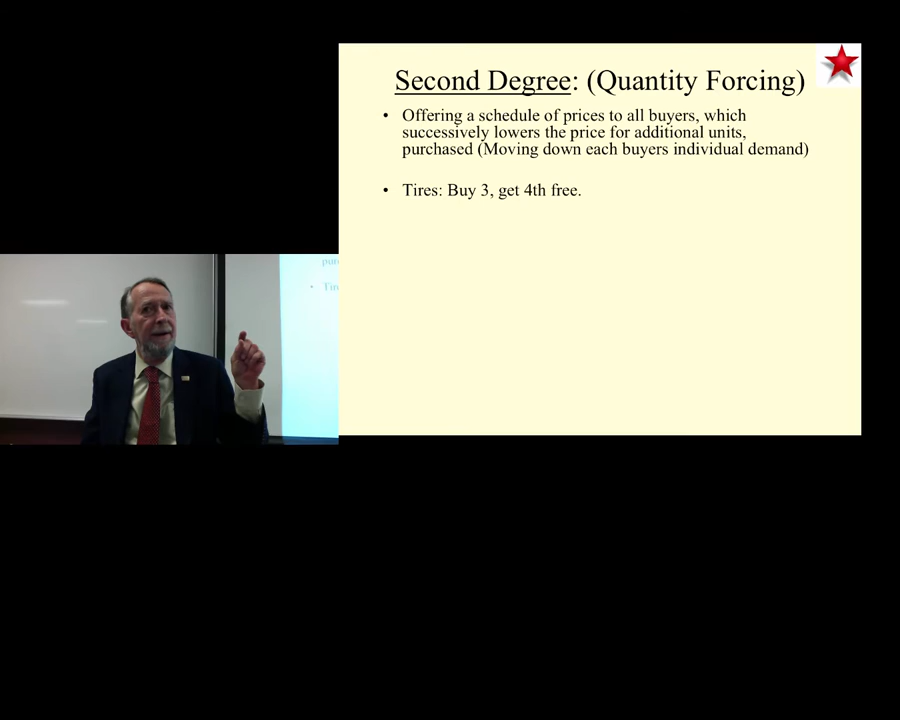 Second Degree: (Quantity Forcing)
• Offering a schedule of prices to all buyers, which
successively lowers the price for additional units,
purchased (Moving down each buyers individual demand)
• Tires: Buy 3, get 4th free.